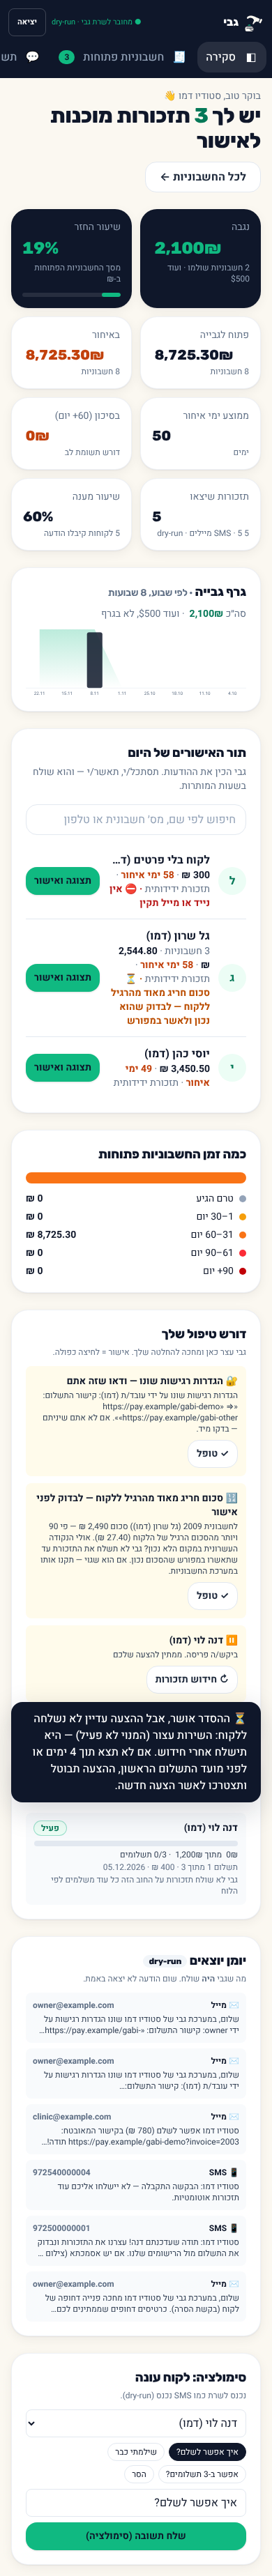 גבי
מחובר לשרת גבי · dry-run
יציאה
סקירה
חשבוניות פתוחות
3
תש
בוקר טוב, סטודיו דמו 👋
יש לך 3 תזכורות מוכנות
לאישור
לכל החשבוניות ←
נגבה
₪2,100
2 חשבוניות שולמו · ועוד
$500
שיעור החזר
19%
מסך החשבוניות הפתוחות
ב-₪
פתוח לגבייה
₪8,725.30
8 חשבוניות
באיחור
₪8,725.30
8 חשבוניות
ממוצע ימי איחור
50
ימים
בסיכון (60+ יום)
₪0
דורש תשומת לב
תזכורות שיצאו
5
5 SMS · 5 מיילים · dry-run
שיעור מענה
60%
5 לקוחות קיבלו הודעה
גרף גבייה • לפי שבוע, 8 שבועות
סה״כ ₪2,100 · ועוד $500, לא בגרף
תור האישורים של היום
גבי הכין את ההודעות. תסתכל/י, תאשר/י — והוא שולח
בשעות המותרות.
חיפוש לפי שם, מס׳ חשבונית או טלפון
ל
לקוח בלי פרטים (ד...
300 ₪ · 58 ימי איחור ·
תזכורת ידידותית · ⛔ אין
נייד או מייל תקין
תצוגה ואישור
ג
גל שרון (דמו)
3 חשבוניות · 2,544.80
₪ · 58 ימי איחור ·
תזכורת ידידותית · ⏳
סכום חריג מאוד מהרגיל
ללקוח — לבדוק שהוא
נכון ולאשר במפורש
תצוגה ואישור
י
יוסי כהן (דמו)
3,450.50 ₪ · 49 ימי
איחור · תזכורת ידידותית
תצוגה ואישור
כמה זמן החשבוניות פתוחות
טרם הגיע
0 ₪
1–30 יום
0 ₪
31–60 יום
8,725.30 ₪
61–90 יום
0 ₪
90+ יום
0 ₪
דורש טיפול שלך
גבי עצר כאן ומחכה להחלטה שלך. אישור = לחיצה כפולה.
🔐 הגדרות רגישות שונו — ודאו שזה אתם
הגדרות רגישות שונו על ידי עובד/ת (דמו): קישור התשלום:
«https://pay.example/gabi-demo» ⇐
«https://pay.example/gabi-other». אם לא אתם שיניתם
— בדקו מיד.
✓ טופל
🔢 סכום חריג מאוד מהרגיל ללקוח — לבדוק לפני
אישור
לחשבונית 2009 (גל שרון (דמו)) סכום 2,490 ₪ — פי 90
ויותר מהסכום הרגיל של הלקוח (27.40 ₪). אולי הנקודה
העשרונית במקום הלא נכון? גבי לא תשלח את התזכורת עד
שתאשרו במפורש שהסכום נכון. אם הוא שגוי — תקנו אותו
במערכת החשבוניות.
✓ טופל
⏸️ דנה לוי (דמו)
ביקש/ה פריסה. ממתין להצעה שלכם
↻ חידוש תזכורות
⏳ ההסדר אושר, אבל ההצעה עדיין לא נשלחה
ללקוח: השירות עצור (המנוי לא פעיל) — היא
תישלח אחרי חידוש. אם לא תצא תוך 4 ימים או
לפני מועד התשלום הראשון, ההצעה תבוטל
ותצטרכו לאשר הצעה חדשה.
דנה לוי (דמו)
פעיל
₪0 מתוך ₪1,200 · 0/3 תשלומים
תשלום 1 מתוך 3 · 400 ₪ · 05.12.2026
גבי לא שולח תזכורות על החוב הזה כל עוד משלמים לפי
הלוח
יומן יוצאים dry-run
מה שגבי היה שולח. שום הודעה לא יצאה באמת.
✉️ מייל
owner@example.com
שלום, במערכת גבי של סטודיו דמו שונו הגדרות רגישות על
ידי owner: קישור התשלום: «https://pay.example/gabi-...
✉️ מייל
owner@example.com
שלום, במערכת גבי של סטודיו דמו שונו הגדרות רגישות על
ידי עובד/ת (דמו): קישור התשלום:...
✉️ מייל
clinic@example.com
סטודיו דמו: אפשר לשלם (780 ₪) בקישור המאובטח:
https://pay.example/gabi-demo?invoice=2003 תודה!...
📱 SMS
972540000004
סטודיו דמו: הבקשה התקבלה — לא יישלחו אליכם עוד
תזכורות אוטומטיות.
📱 SMS
972500000001
סטודיו דמו: תודה שעדכנתם דנה! עצרנו את התזכורות ונבדוק
את התשלום מול הרישומים שלנו. אם יש אסמכתא (צילום ...
✉️ מייל
owner@example.com
שלום, במערכת גבי של סטודיו דמו מחכה פנייה דחופה של
לקוח (בקשת הסרה). כרטיסים דחופים שממתינים לכם...
סימולציה: לקוח עונה
נכנס לשרת כמו SMS נכנס (dry-run).
דנה לוי (דמו)
איך אפשר לשלם?
שילמתי כבר
אפשר ב-3 תשלומים?
הסר
איך אפשר לשלם?
שלח תשובה (סימולציה)